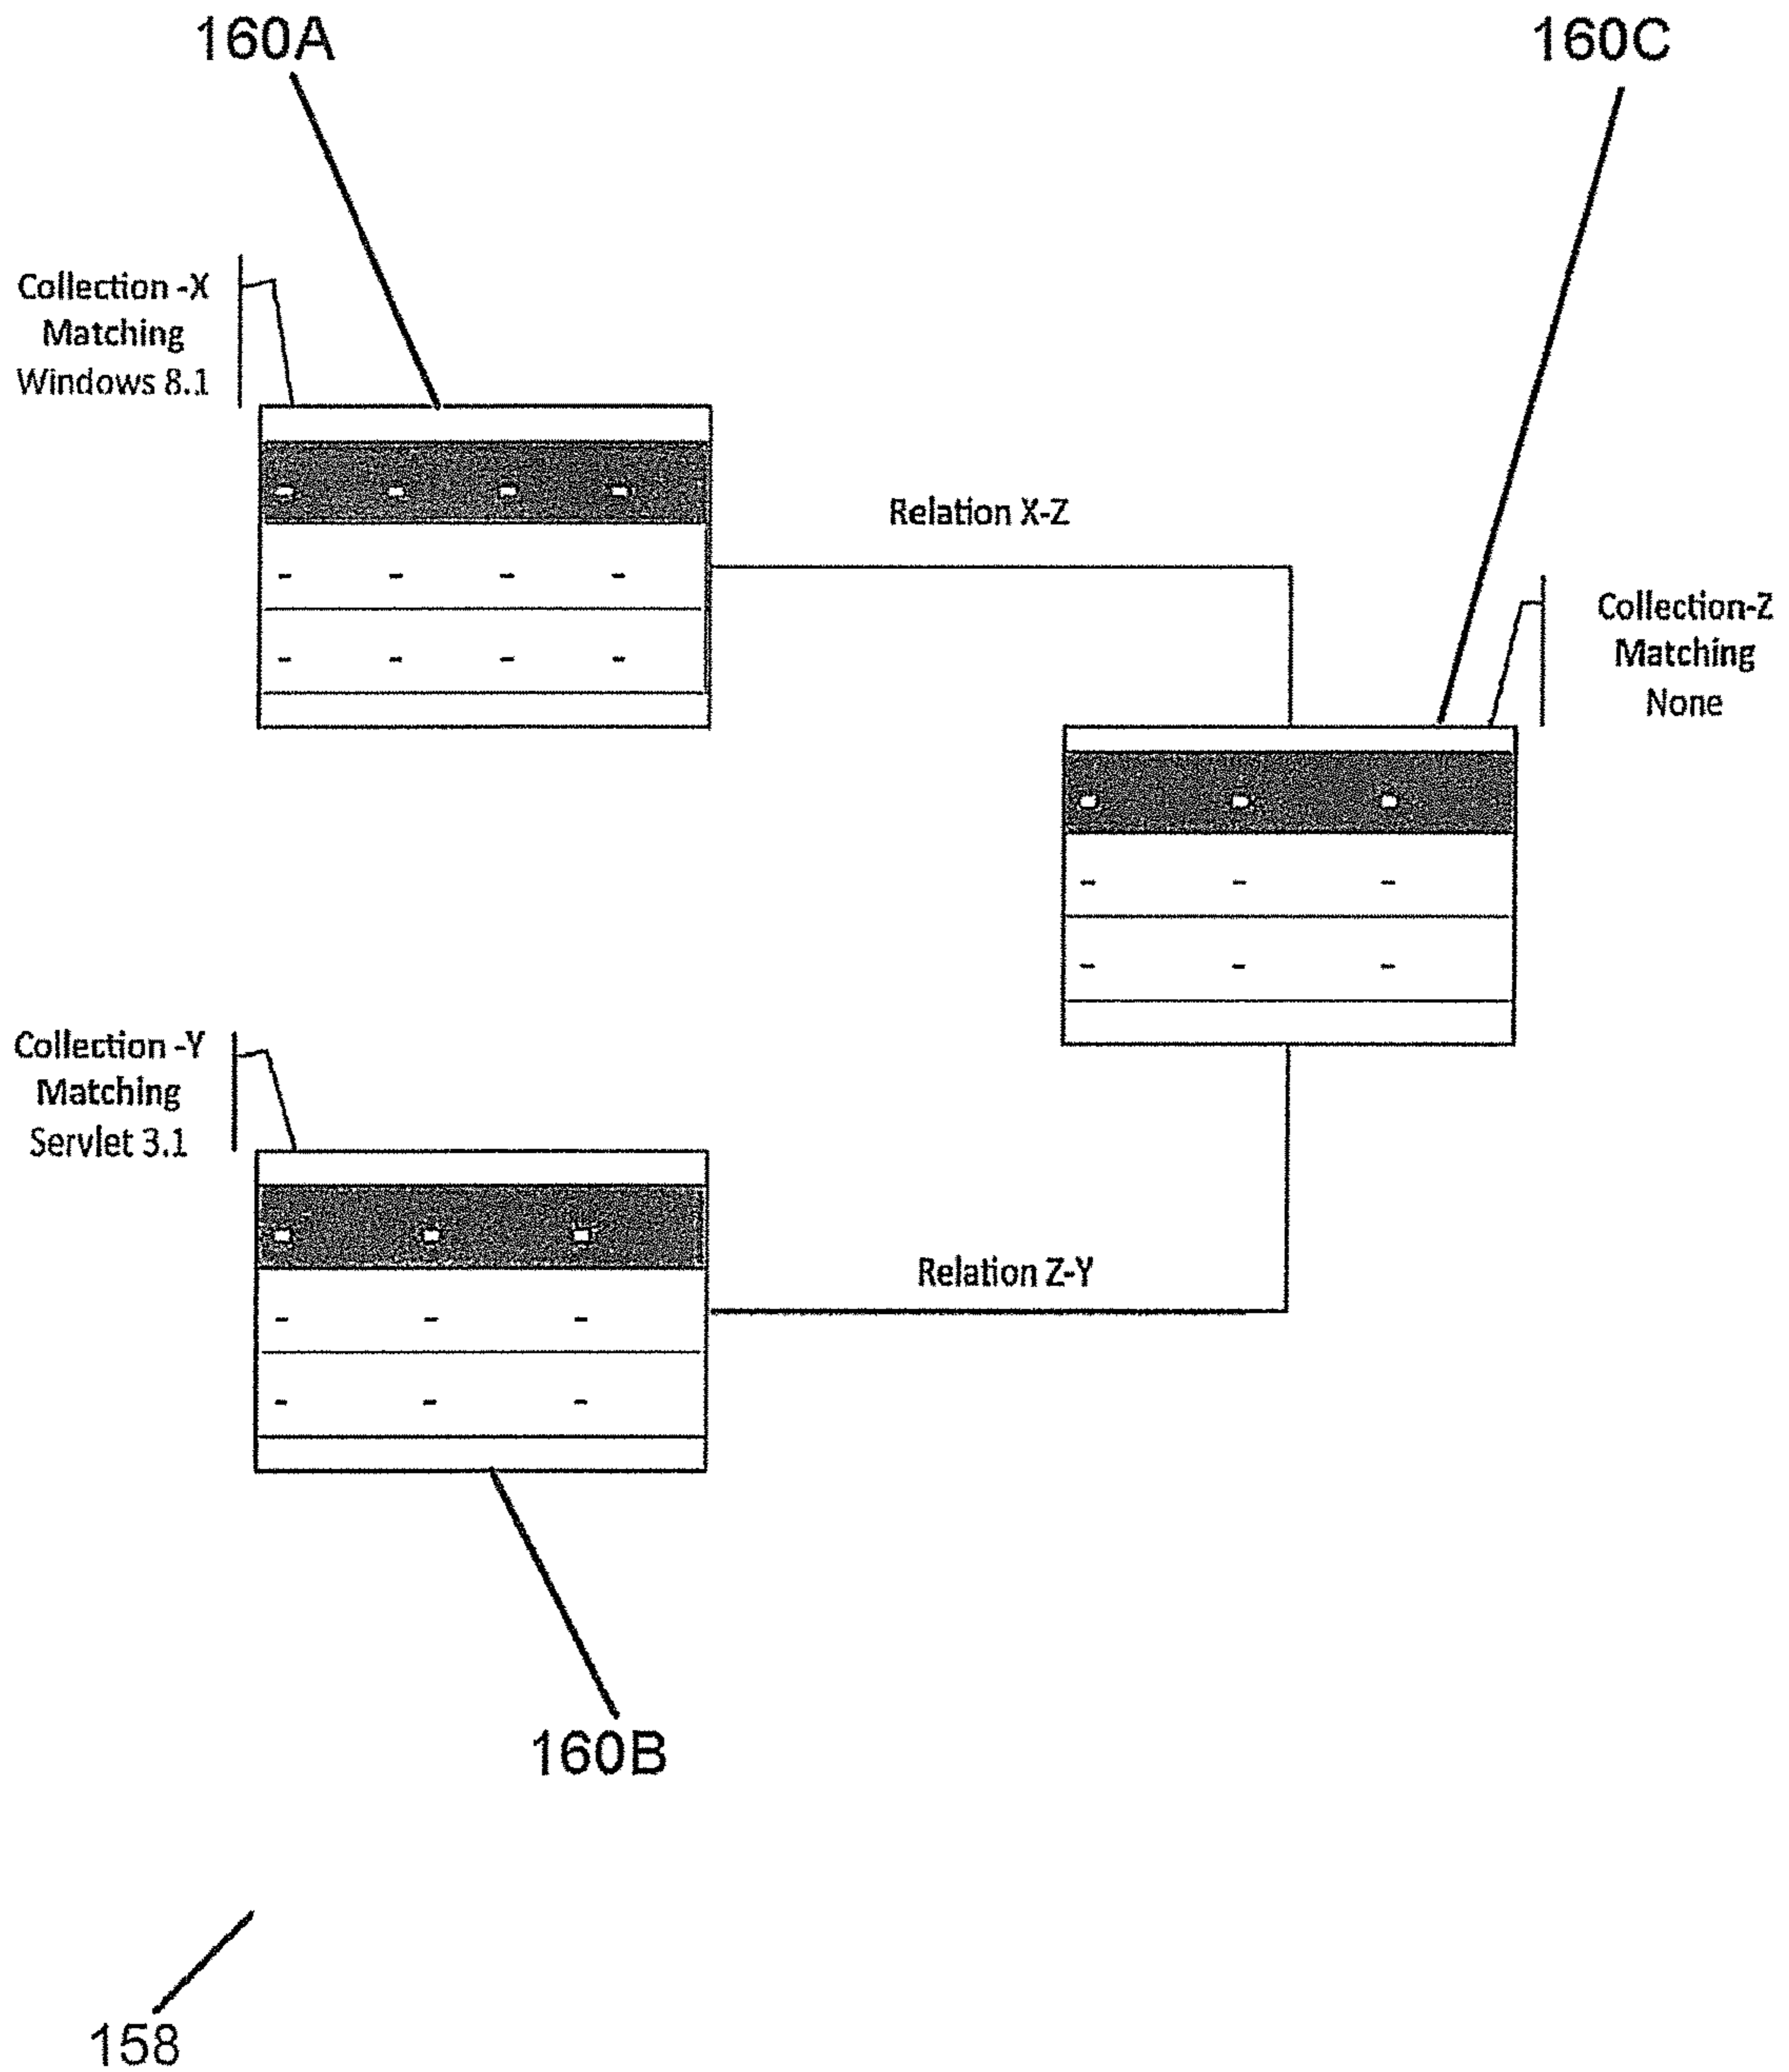 160A
160C
Collection -X
Matching
Windows 8.1
Relation X-Z
Collection-Z
Matching
None
Collection -Y
Matching
Servlet 3.1
Relation Z-Y
160B
158